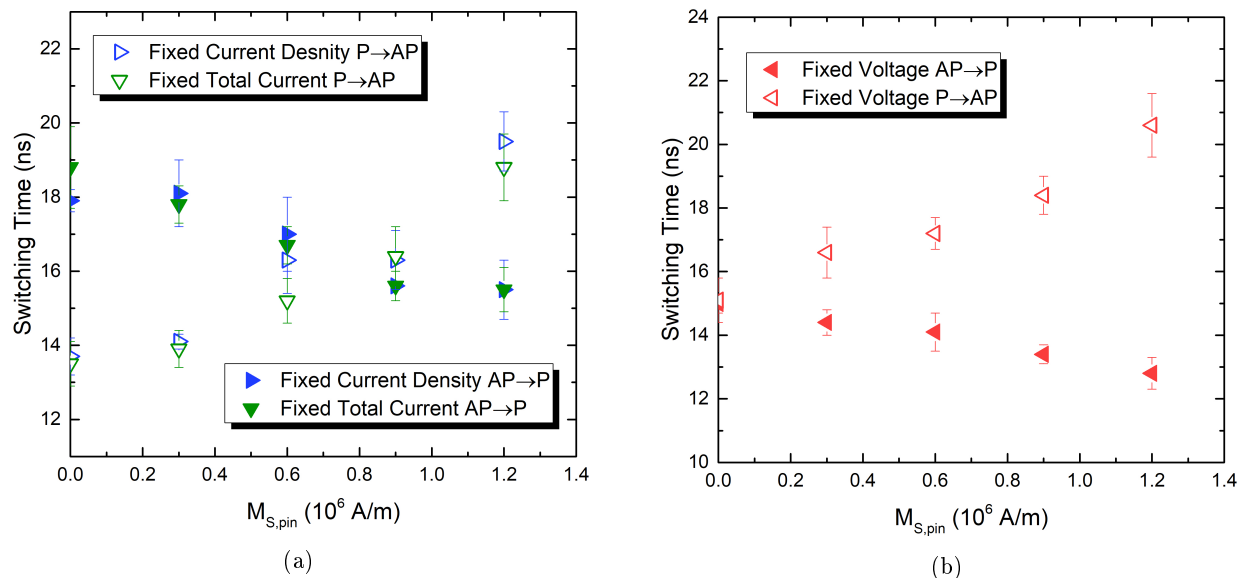 22
20
18
16
14
12
Switching Time (ns)
Fixed Current Desnity P→AP
Fixed Total Current P→AP
Fixed Current Density AP→P
Fixed Total Current AP→P
0.0 0.2 0.4 0.6 0.8 1.0 1.2 1.4
M_S,pin (10^6 A/m)
(a)
24
22
20
18
16
14
12
10
Switching Time (ns)
Fixed Voltage AP→P
Fixed Voltage P→AP
0.0 0.2 0.4 0.6 0.8 1.0 1.2 1.4
M_S,pin (10^6 A/m)
(b)